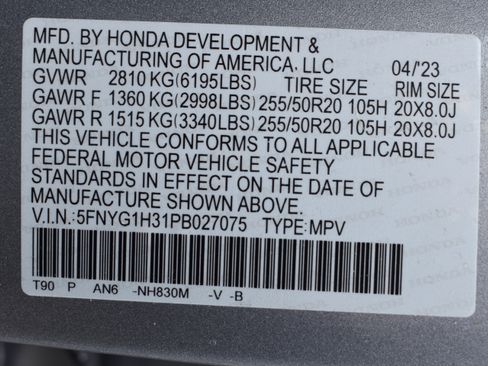 MFD. BY HONDA DEVELOPMENT &
MANUFACTURING OF AMERICA, LLC 04/'23
GVWR 2810 KG(6195LBS) TIRE SIZE RIM SIZE
GAWR F 1360 KG(2998LBS) 255/50R20 105H 20X8.0J
GAWR R 1515 KG(3340LBS) 255/50R20 105H 20X8.0J
THIS VEHICLE CONFORMS TO ALL APPLICABLE
FEDERAL MOTOR VEHICLE SAFETY
STANDARDS IN EFFECT ON THE DATE OF
MANUFACTURE SHOWN ABOVE.
V.I.N.:5FNYG1H31PB027075 TYPE:MPV
T90 P AN6 -NH830M -V -B